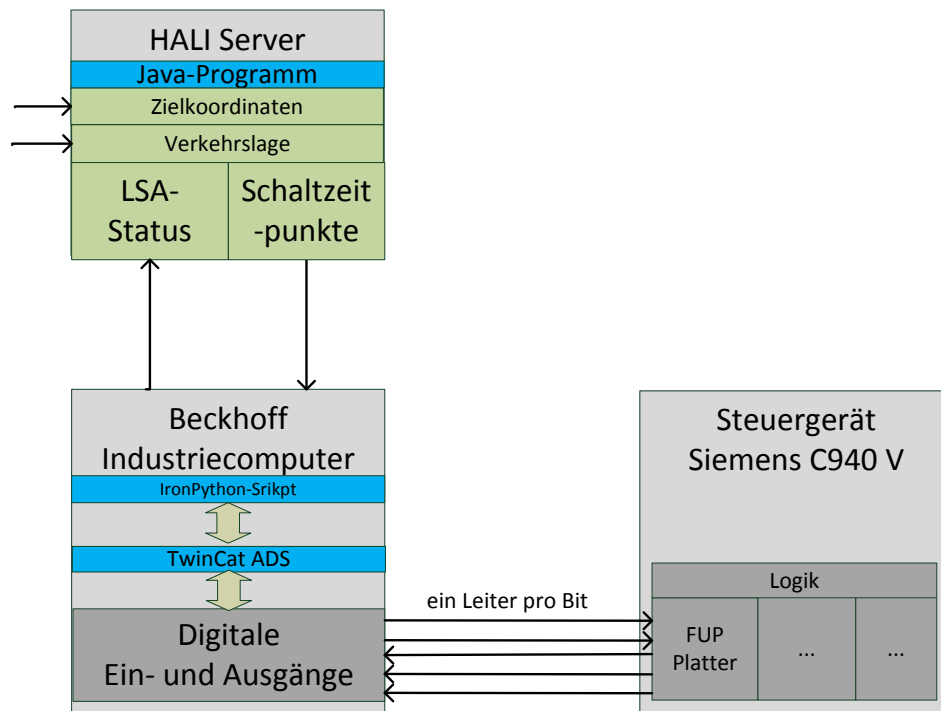 HALI Server
Java-Programm
Zielkoordinaten
Verkehrslage
LSA-
Status
Schaltzeit
-punkte
Beckhoff
Industriecomputer
IronPython-Srikpt
TwinCat ADS
Digitale
Ein- und Ausgänge
ein Leiter pro Bit
Steuergerät
Siemens C940 V
Logik
FUP
Platter
...
...